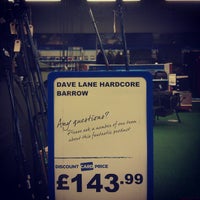 DAVE LANE HARDCORE
BARROW
Any questions?
Please ask a member of our team
about this fantastic product
DISCOUNT CARD PRICE
£143.99